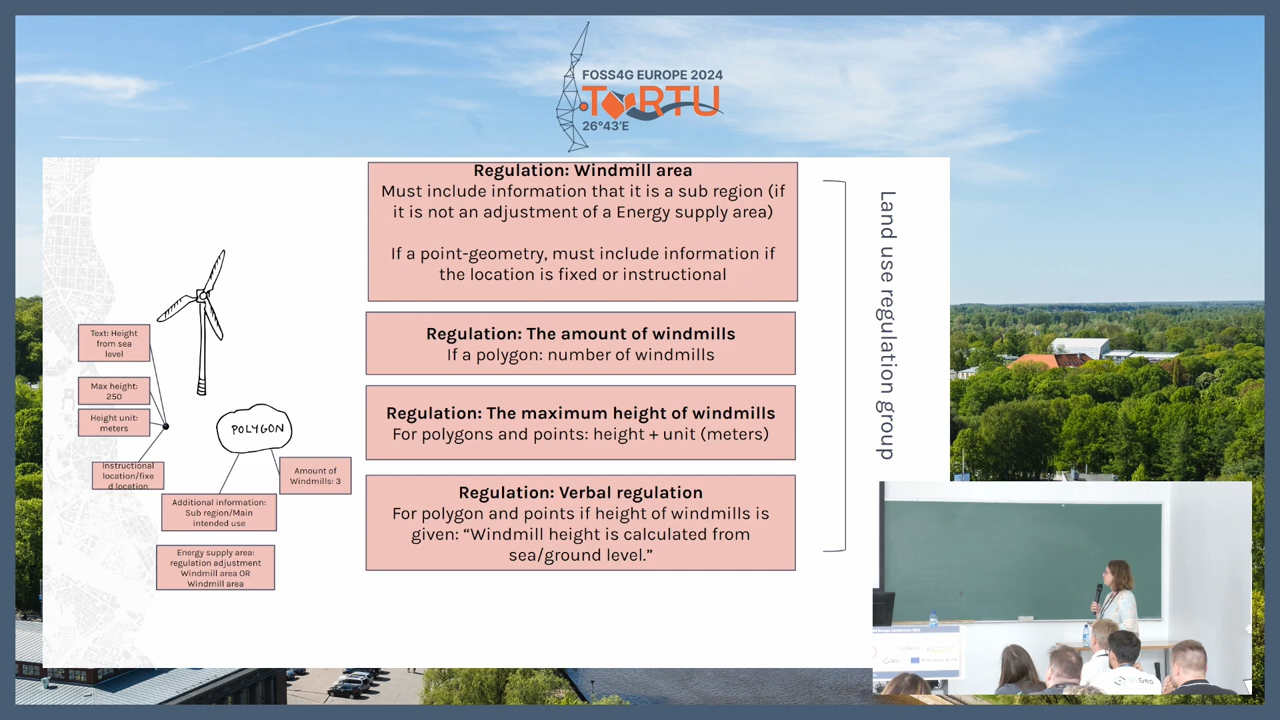 FOSS4G EUROPE 2024
TORTU
26°43'E
Regulation: Windmill area
Must include information that it is a sub region (if
it is not an adjustment of a Energy supply area)
If a point-geometry, must include information if
the location is fixed or instructional
Regulation: The amount of windmills
If a polygon: number of windmills
Regulation: The maximum height of windmills
For polygons and points: height + unit (meters)
Regulation: Verbal regulation
For polygon and points if height of windmills is
given: “Windmill height is calculated from
sea/ground level.”
Land use regulation group
Text: Height
from sea
level
Max height:
250
Height unit:
meters
Instructional
location/fixe
d location
POLYGON
Amount of
Windmills: 3
Additional information:
Sub region/Main
intended use
Energy supply area:
regulation adjustment
Windmill area OR
Windmill area